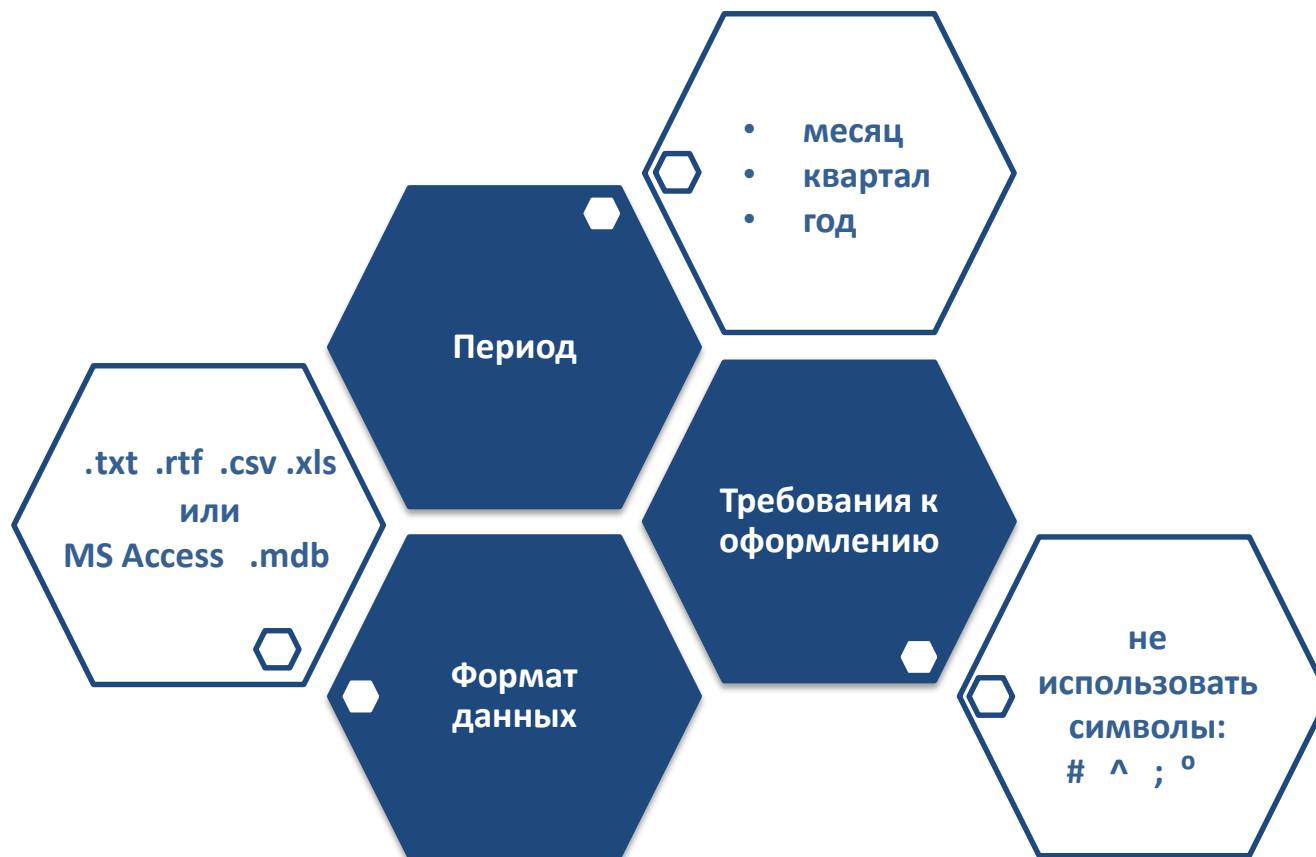 • месяц
• квартал
• год
Период
.txt .rtf .csv .xls
или
MS Access .mdb
Требования к
оформлению
Формат
данных
не
использовать
символы:
# ^ ; º